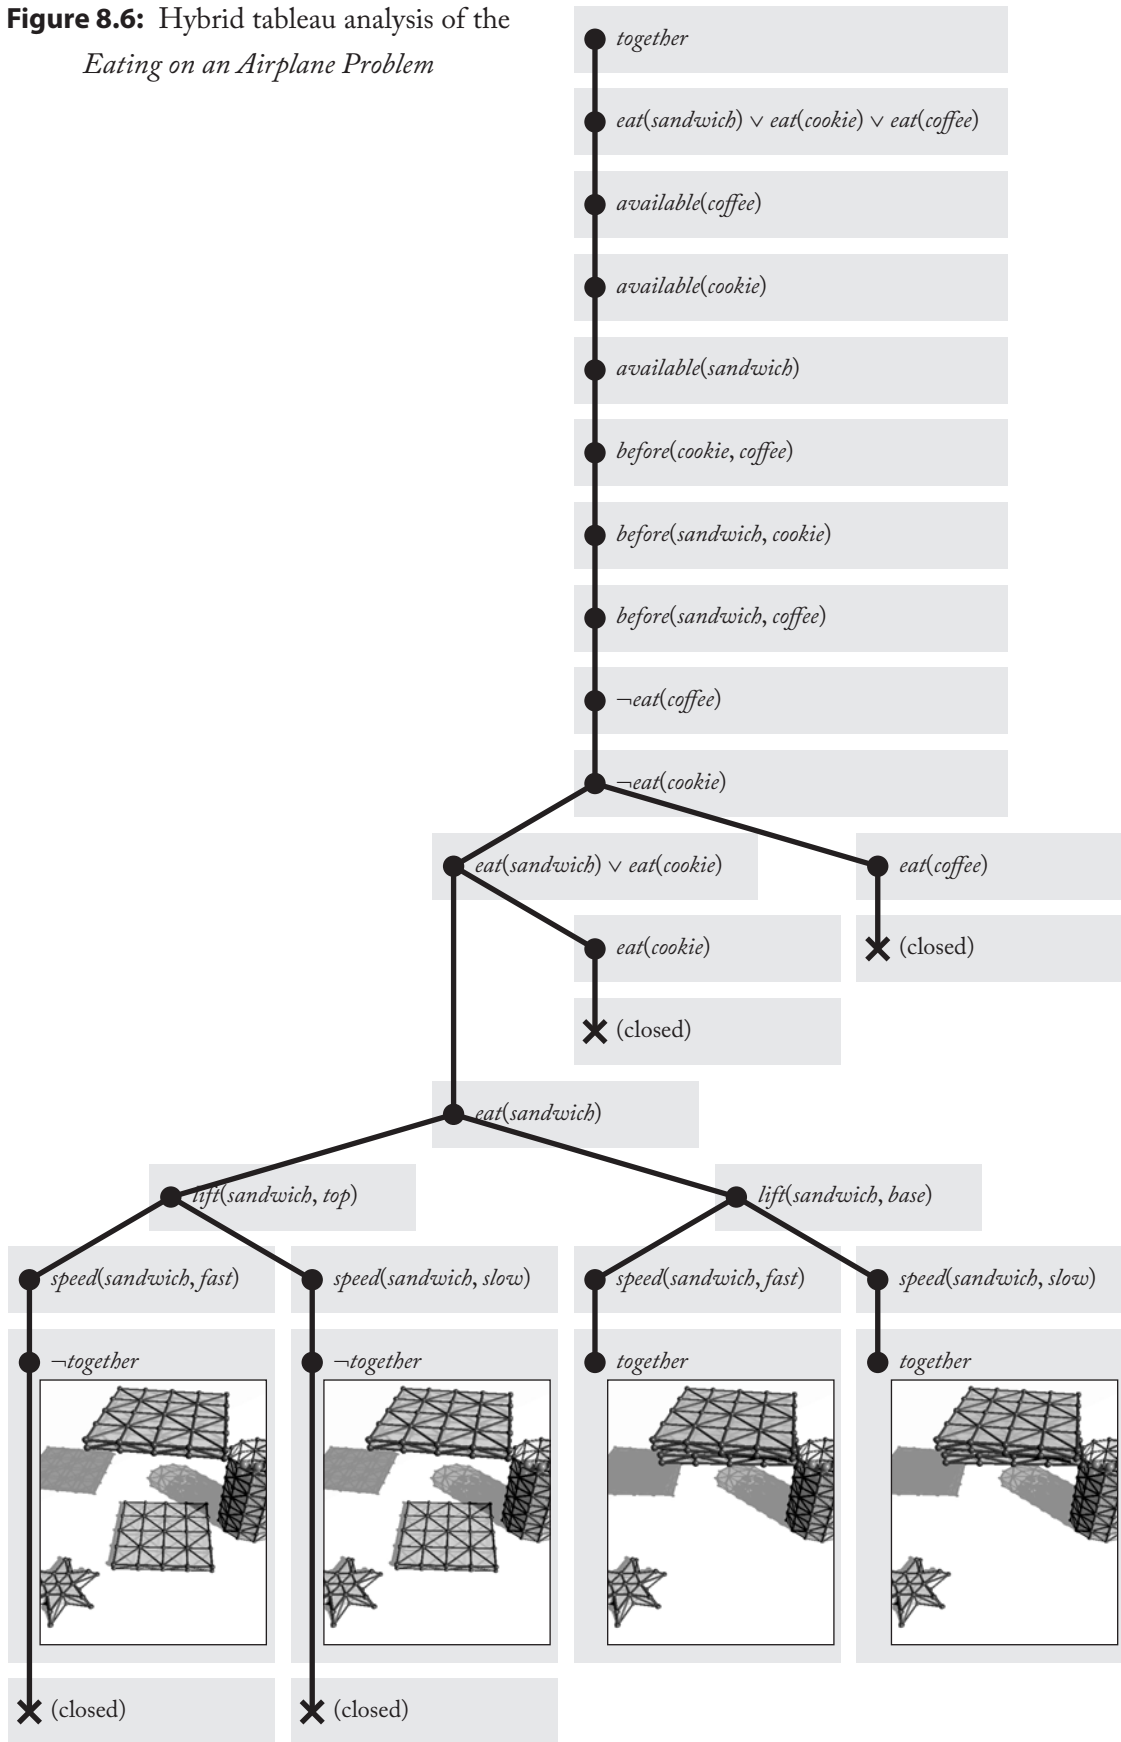 Figure 8.6: Hybrid tableau analysis of the
Eating on an Airplane Problem
together
eat(sandwich) ∨ eat(cookie) ∨ eat(coffee)
available(coffee)
available(cookie)
available(sandwich)
before(cookie, coffee)
before(sandwich, cookie)
before(sandwich, coffee)
¬eat(coffee)
¬eat(cookie)
eat(sandwich) ∨ eat(cookie)
eat(coffee)
eat(cookie)
(closed)
(closed)
eat(sandwich)
lift(sandwich, top)
lift(sandwich, base)
speed(sandwich, fast)
speed(sandwich, slow)
speed(sandwich, fast)
speed(sandwich, slow)
¬together
¬together
together
together
(closed)
(closed)